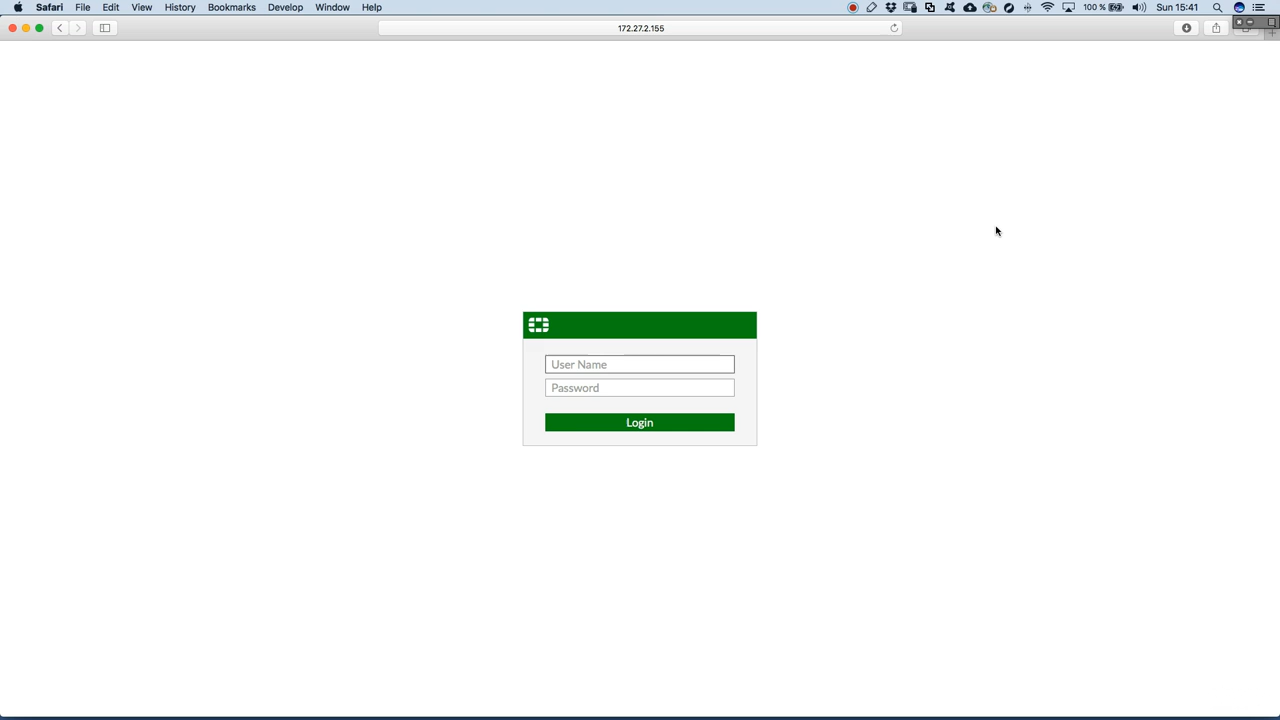 Safari File Edit View History Bookmarks Develop Window Help 100 % Sun 15:41
172.27.2.155
User Name
Password
Login